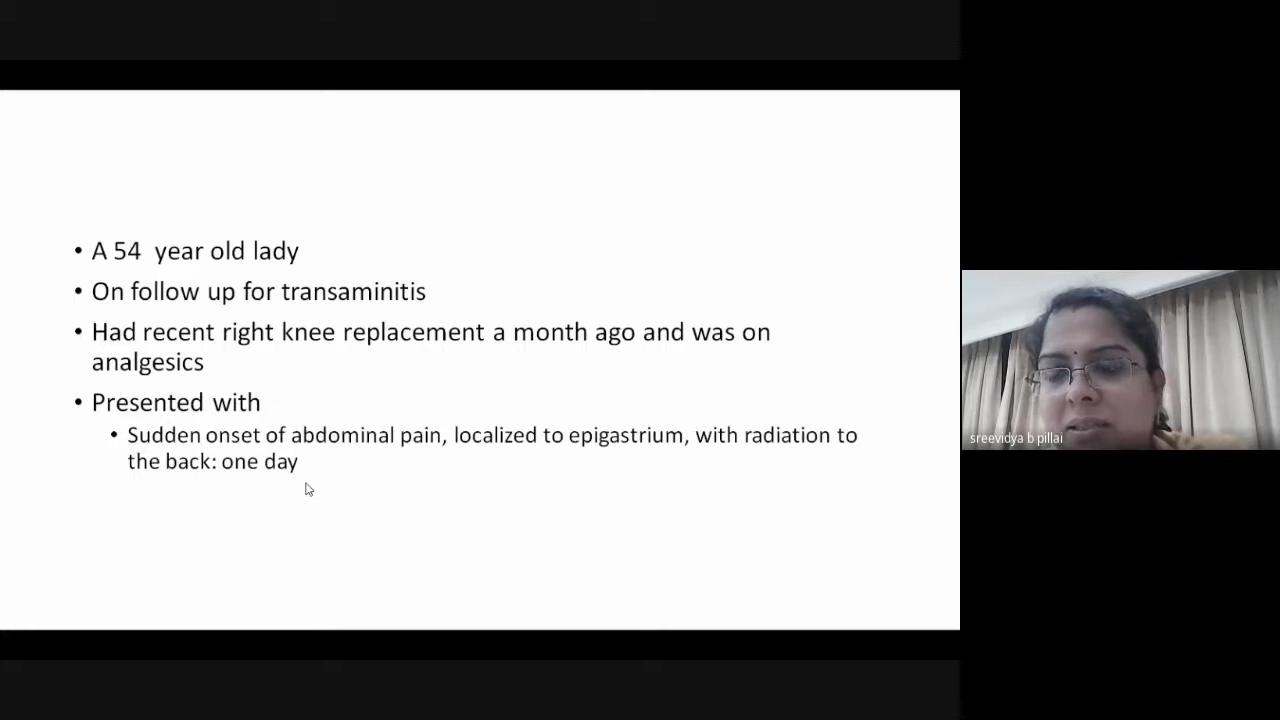 • A 54  year old lady
• On follow up for transaminitis
• Had recent right knee replacement a month ago and was on
analgesics
• Presented with
• Sudden onset of abdominal pain, localized to epigastrium, with radiation to
the back: one day
sreevidya b pillai